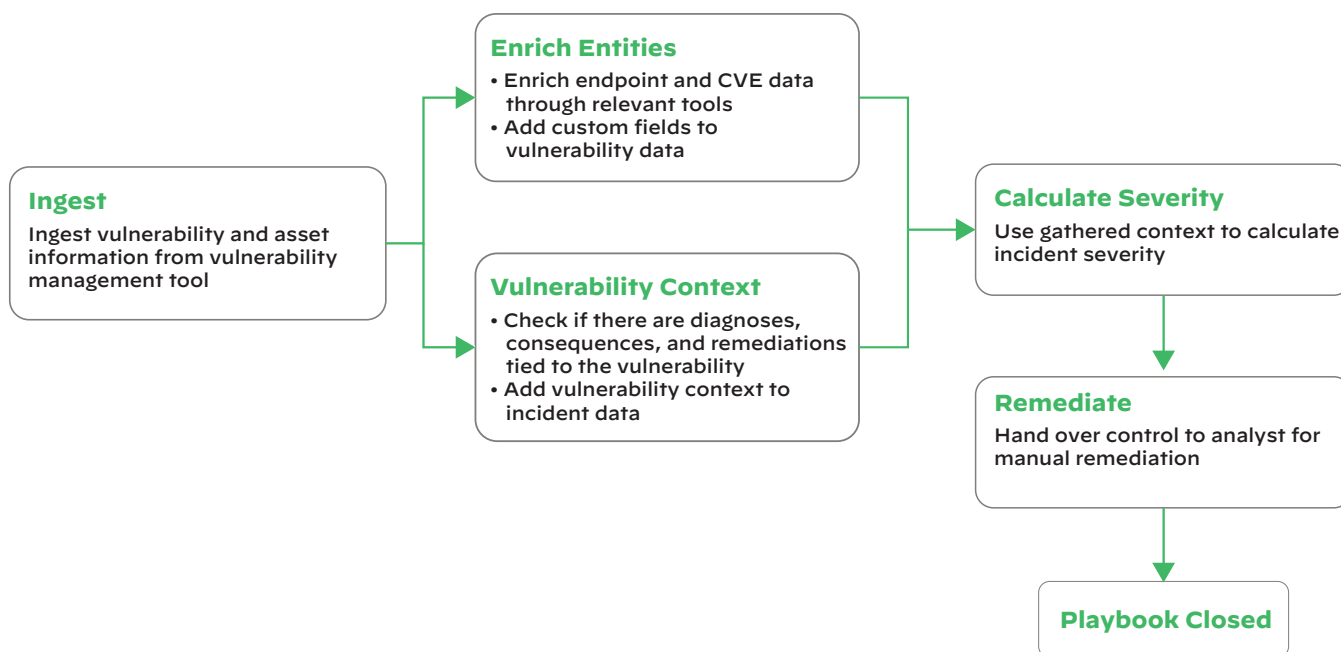 Ingest
Ingest vulnerability and asset
information from vulnerability
management tool
Enrich Entities
• Enrich endpoint and CVE data
through relevant tools
• Add custom fields to
vulnerability data
Vulnerability Context
• Check if there are diagnoses,
consequences, and remediations
tied to the vulnerability
• Add vulnerability context to
incident data
Calculate Severity
Use gathered context to calculate
incident severity
Remediate
Hand over control to analyst for
manual remediation
Playbook Closed